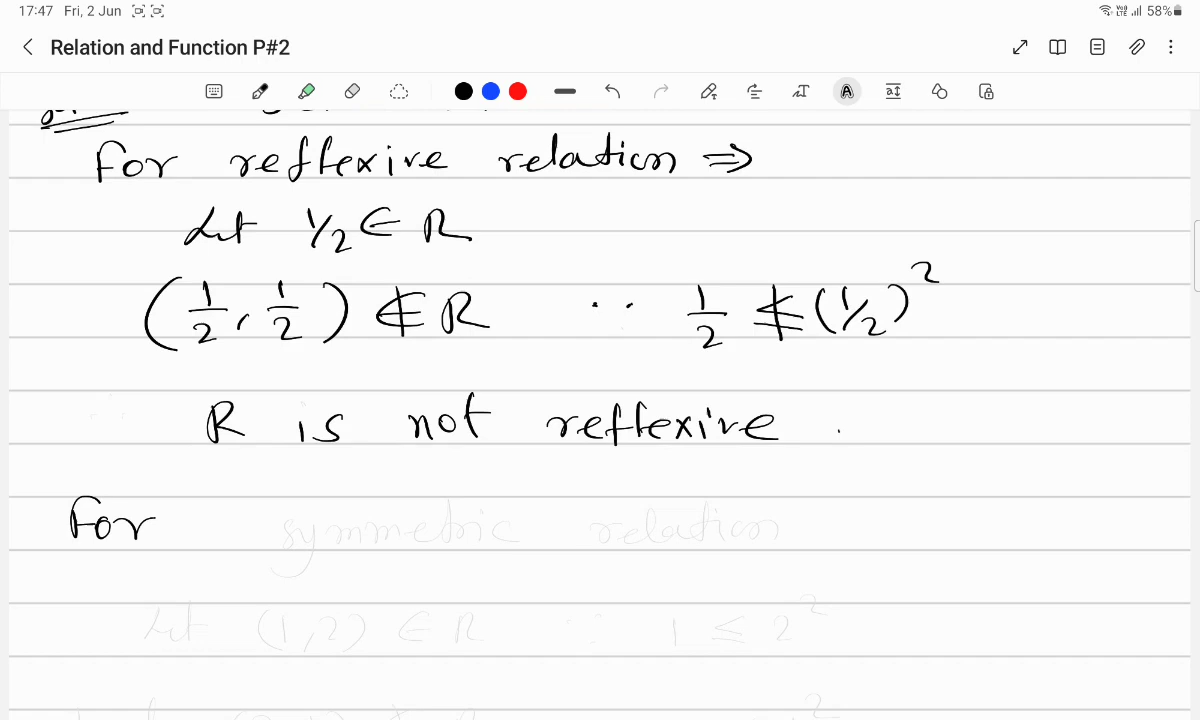 17:47 Fri, 2 Jun 58%
Relation and Function P#2
For reflexive relation ⇒
Let 1/2 ∈ R
(1/2, 1/2) ∉ R ∵ 1/2 ≰ (1/2)²
R is not reflexive .
For symmetric relation
Let (1,2) ∈ R ∵ 1 ≤ 2²